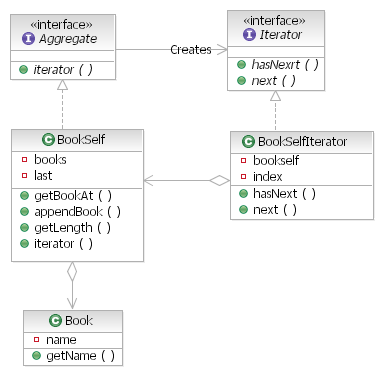 «interface»
Aggregate
iterator ( )
Creates
«interface»
Iterator
hasNexrt ( )
next ( )
BookSelf
books
last
getBookAt ( )
appendBook ( )
getLength ( )
iterator ( )
BookSelfIterator
bookself
index
hasNext ( )
next ( )
Book
name
getName ( )